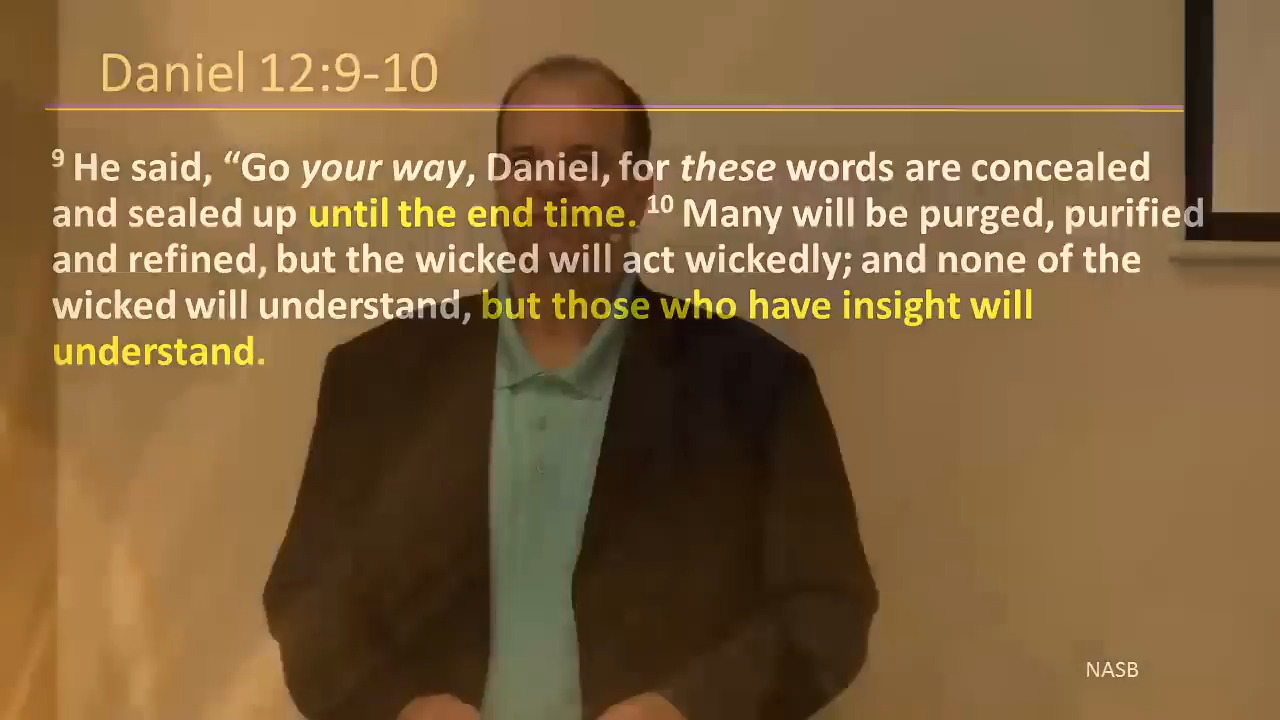 Daniel 12:9-10
9 He said, “Go your way, Daniel, for these words are concealed
and sealed up until the end time. 10 Many will be purged, purified
and refined, but the wicked will act wickedly; and none of the
wicked will understand, but those who have insight will
understand.
NASB